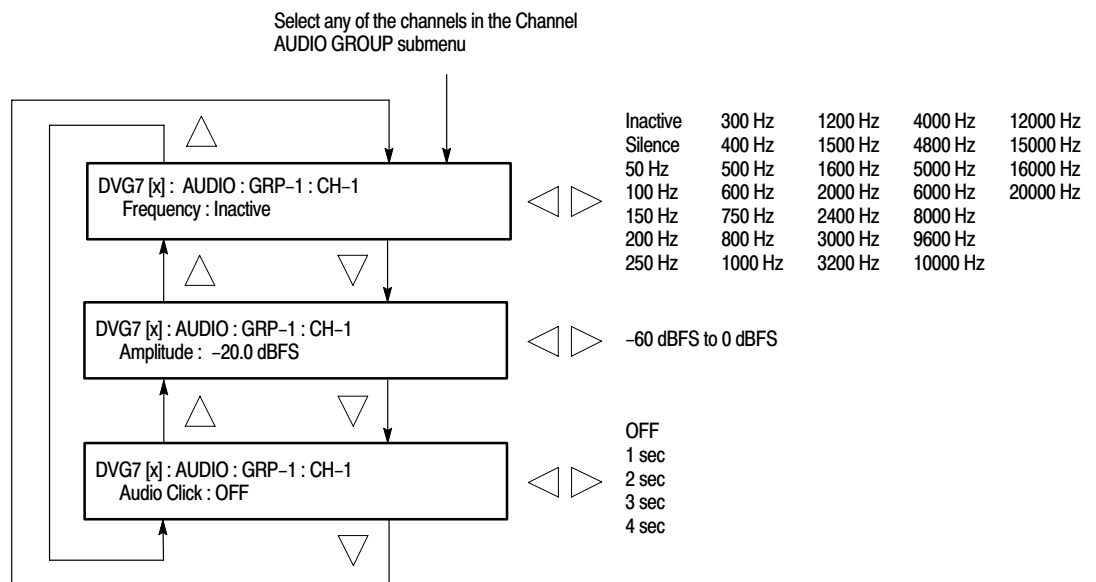 Select any of the channels in the Channel
AUDIO GROUP submenu
DVG7 [x] : AUDIO : GRP–1 : CH–1
Frequency : Inactive
Inactive 300 Hz 1200 Hz 4000 Hz 12000 Hz
Silence 400 Hz 1500 Hz 4800 Hz 15000 Hz
50 Hz 500 Hz 1600 Hz 5000 Hz 16000 Hz
100 Hz 600 Hz 2000 Hz 6000 Hz 20000 Hz
150 Hz 750 Hz 2400 Hz 8000 Hz
200 Hz 800 Hz 3000 Hz 9600 Hz
250 Hz 1000 Hz 3200 Hz 10000 Hz
DVG7 [x] : AUDIO : GRP–1 : CH–1
Amplitude : –20.0 dBFS
–60 dBFS to 0 dBFS
DVG7 [x] : AUDIO : GRP–1 : CH–1
Audio Click : OFF
OFF
1 sec
2 sec
3 sec
4 sec